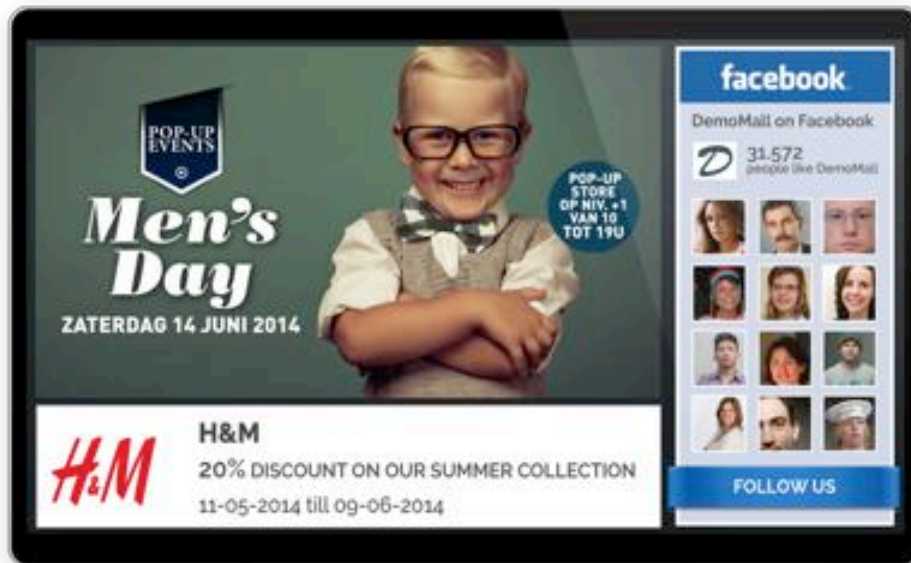 POP-UP
EVENTS
Men's
Day
ZATERDAG 14 JUNI 2014
POP-UP
STORE
OP NIV. +1
VAN 10
TOT 19U
H&M
H&M
20% DISCOUNT ON OUR SUMMER COLLECTION
11-05-2014 till 09-06-2014
facebook
DemoMall on Facebook
D
31.572
people like DemoMall
FOLLOW US